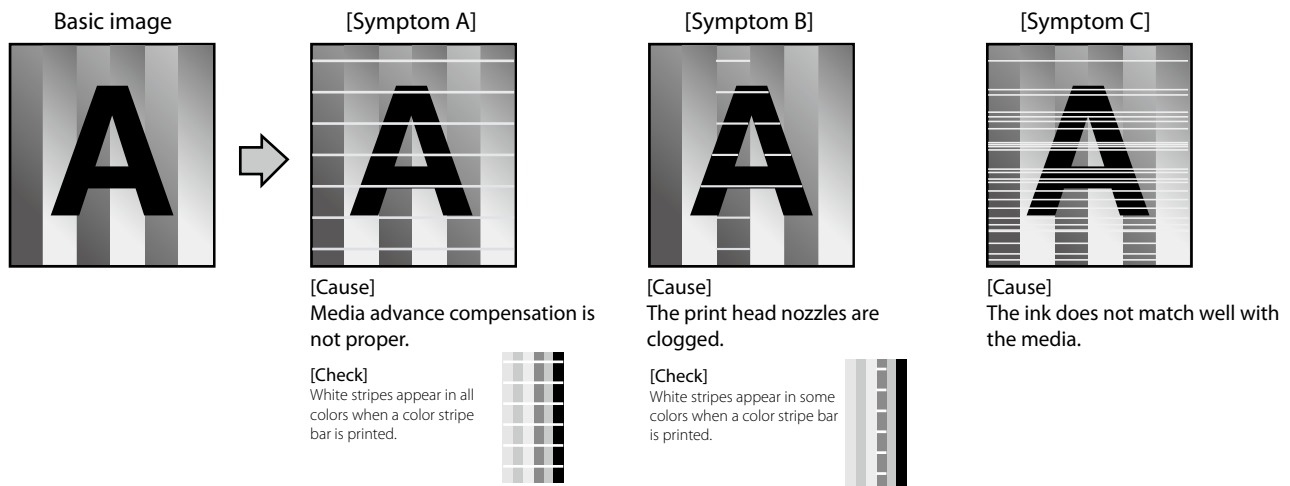 Basic image
[Symptom A]
[Symptom B]
[Symptom C]
A
A
A
A
[Cause]
Media advance compensation is
not proper.
[Check]
White stripes appear in all
colors when a color stripe
bar is printed.
[Cause]
The print head nozzles are
clogged.
[Check]
White stripes appear in some
colors when a color stripe bar
is printed.
[Cause]
The ink does not match well with
the media.